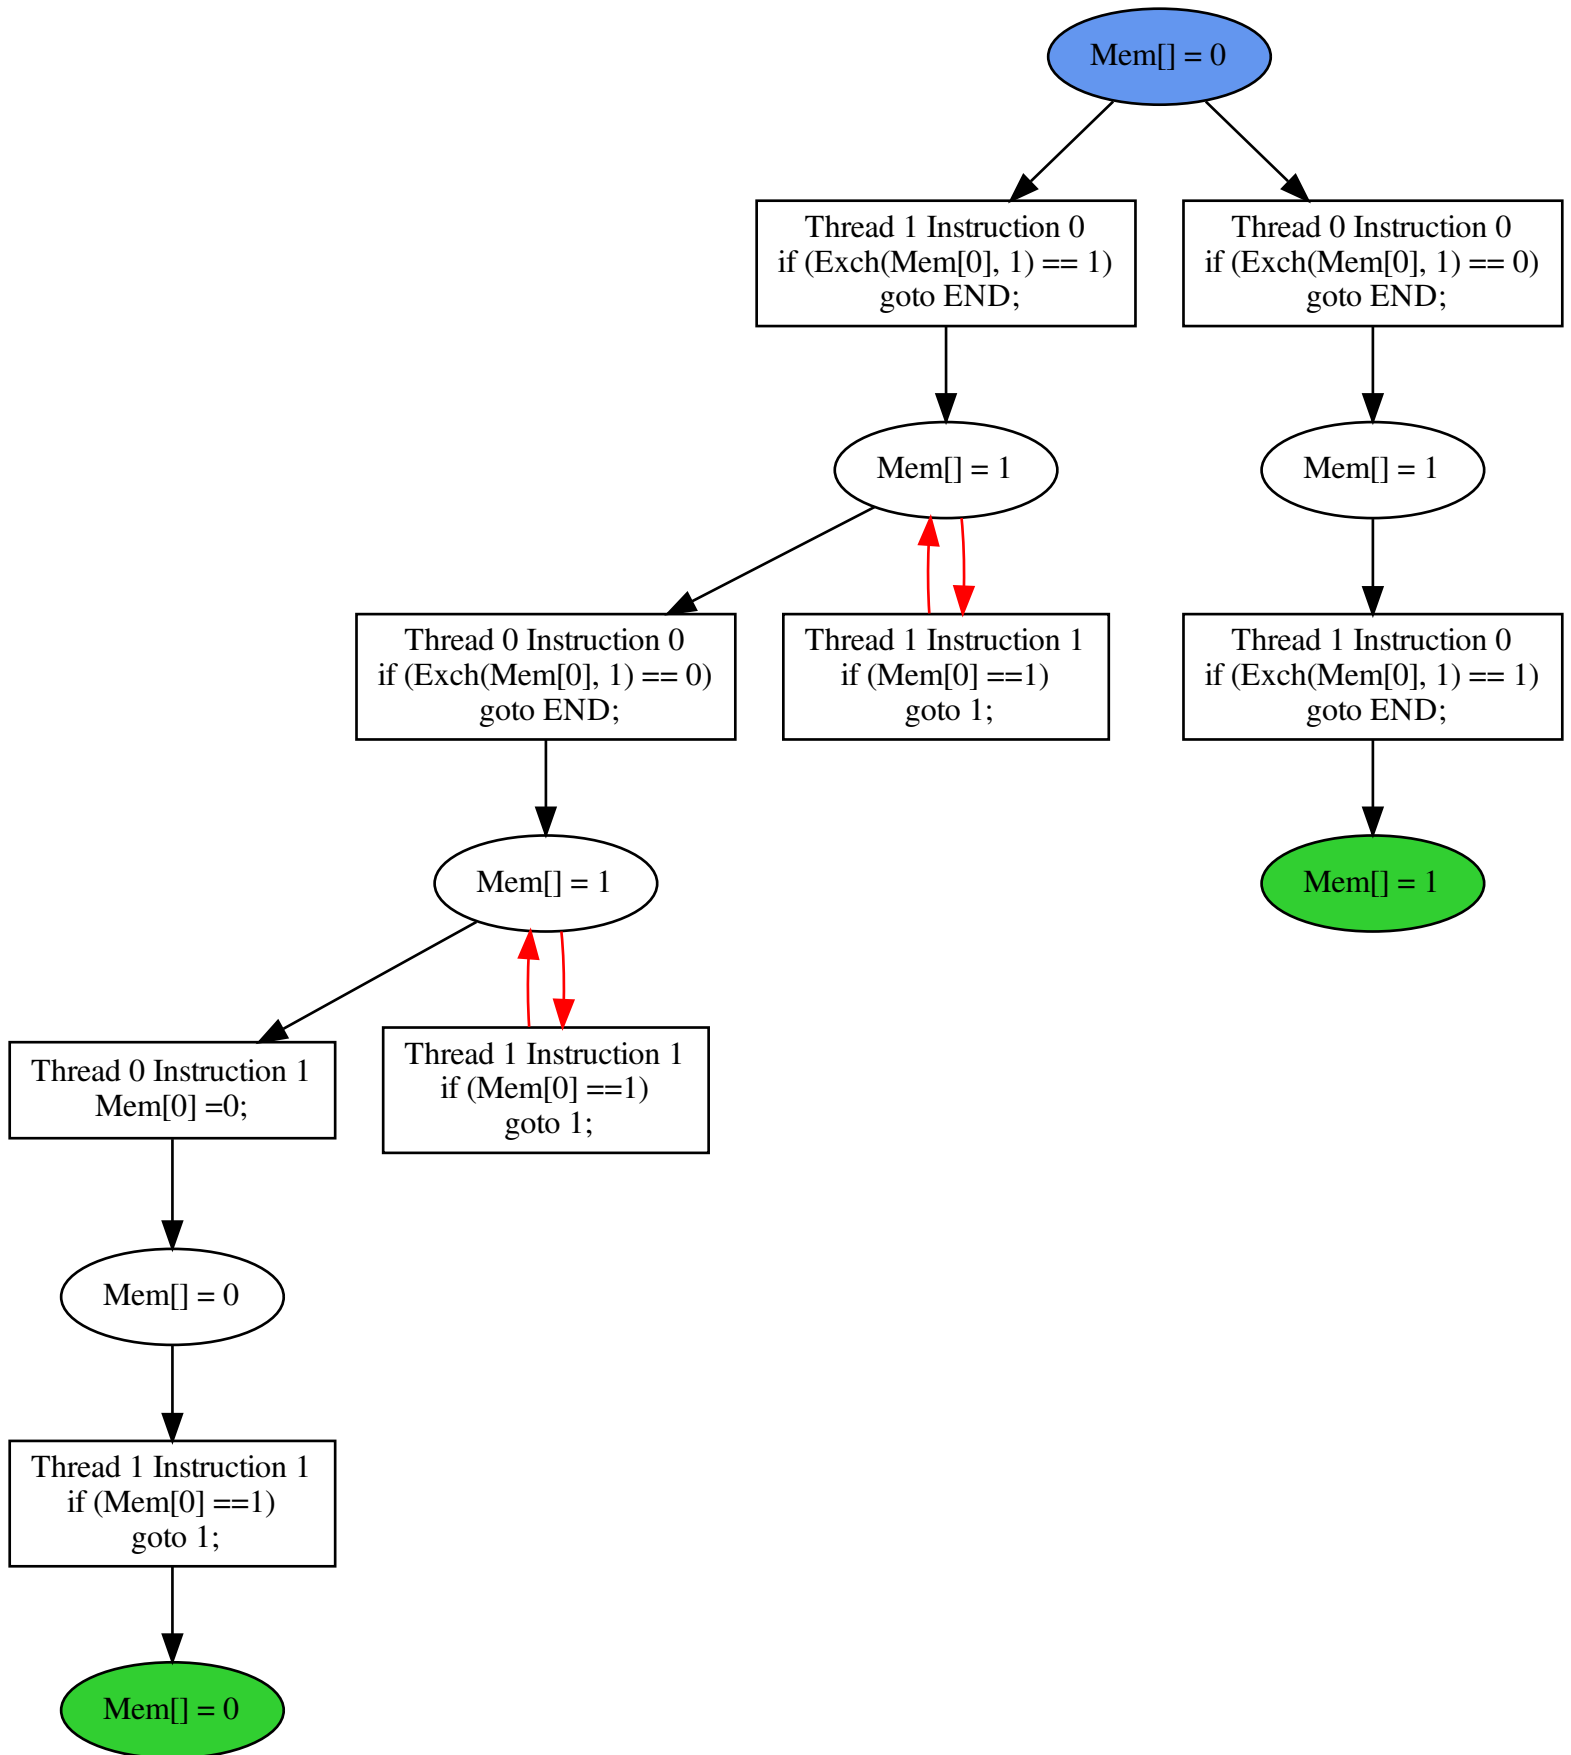 Mem[] = 0
Thread 1 Instruction 0
if (Exch(Mem[0], 1) == 1)
goto END;
Thread 0 Instruction 0
if (Exch(Mem[0], 1) == 0)
goto END;
Mem[] = 1
Mem[] = 1
Thread 0 Instruction 0
if (Exch(Mem[0], 1) == 0)
goto END;
Thread 1 Instruction 1
if (Mem[0] ==1)
goto 1;
Thread 1 Instruction 0
if (Exch(Mem[0], 1) == 1)
goto END;
Mem[] = 1
Mem[] = 1
Thread 0 Instruction 1
Mem[0] =0;
Thread 1 Instruction 1
if (Mem[0] ==1)
goto 1;
Mem[] = 0
Thread 1 Instruction 1
if (Mem[0] ==1)
goto 1;
Mem[] = 0